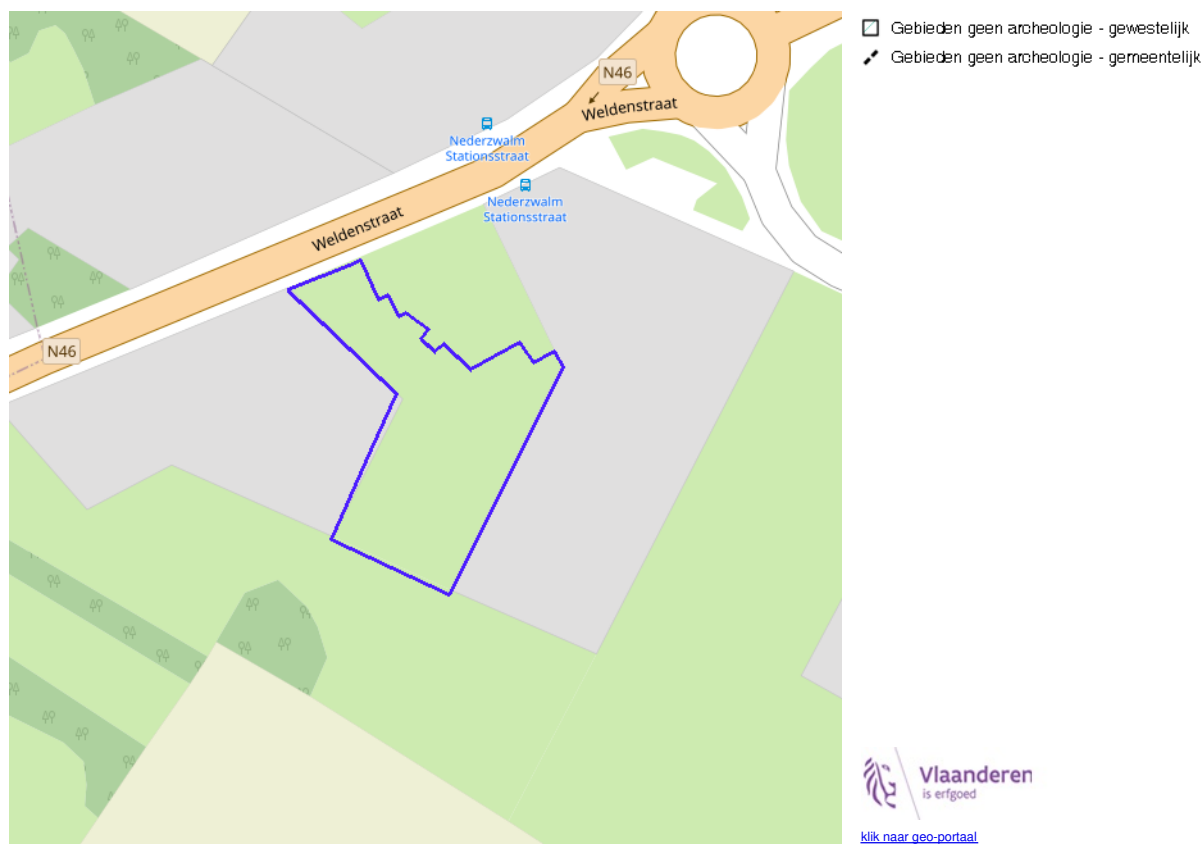 N46
Weldenstraat
Nederzwalm
Stationsstraat
Nederzwalm
Stationsstraat
Weldenstraat
N46
Gebieden geen archeologie - gewestelijk
Gebieden geen archeologie - gemeentelijk
Vlaanderen
is erfgoed
klik naar geo-portaal